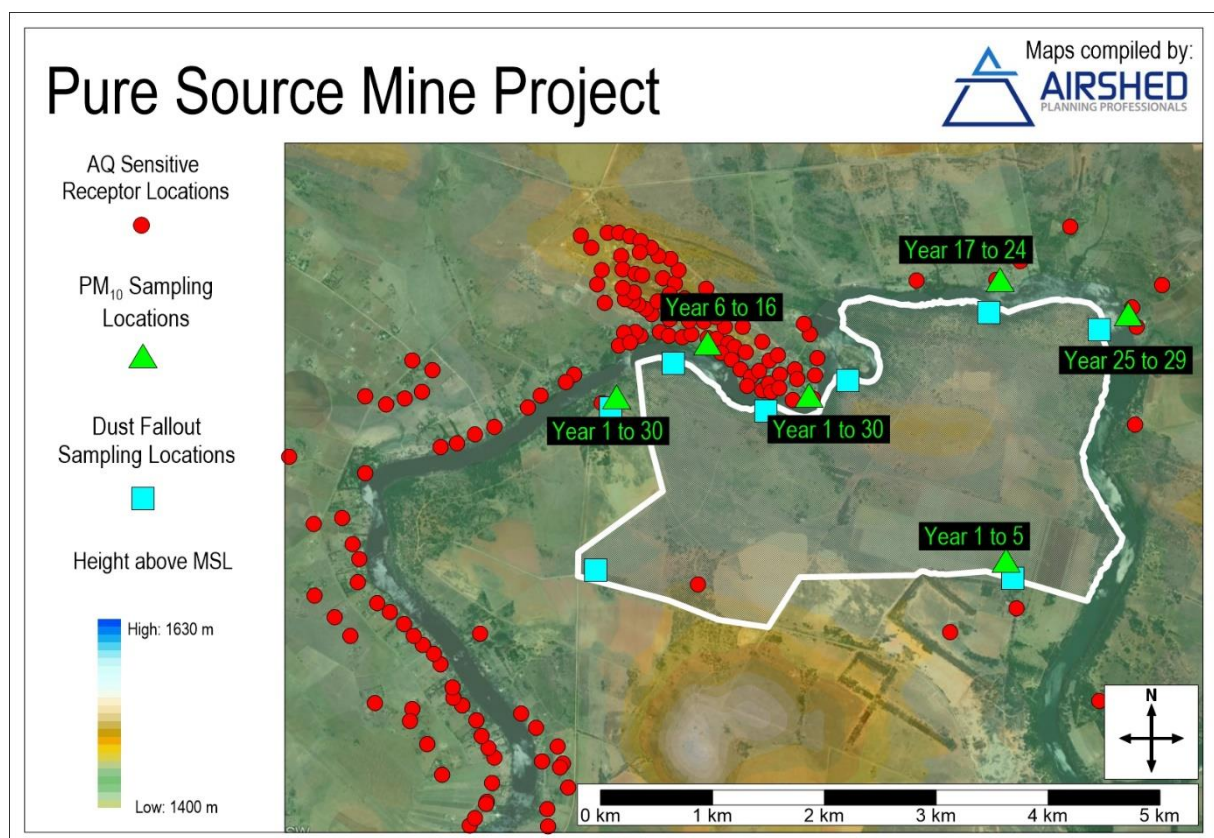 Pure Source Mine Project
Maps compiled by:
AIRSHED
PLANNING PROFESSIONALS
AQ Sensitive
Receptor Locations
PM₁₀ Sampling
Locations
Dust Fallout
Sampling Locations
Height above MSL
High: 1630 m
Low: 1400 m
Year 17 to 24
Year 6 to 16
Year 25 to 29
Year 1 to 30
Year 1 to 30
Year 1 to 5
N
0 km
1 km
2 km
3 km
4 km
5 km